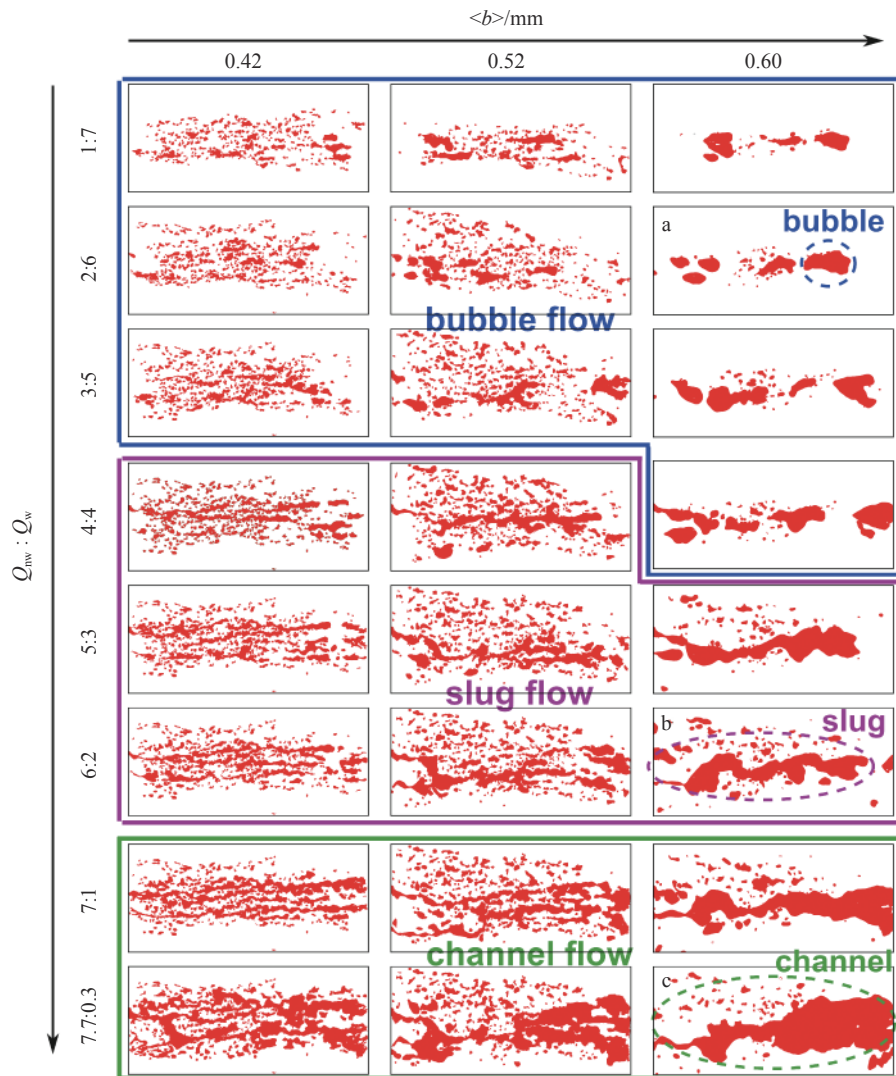 <b>/mm
0.42 0.52 0.60
Q_nw : Q_w
1:7
2:6
a bubble
bubble flow
3:5
4:4
5:3
slug flow
6:2
b slug
7:1
channel flow channel
7.7:0.3
c